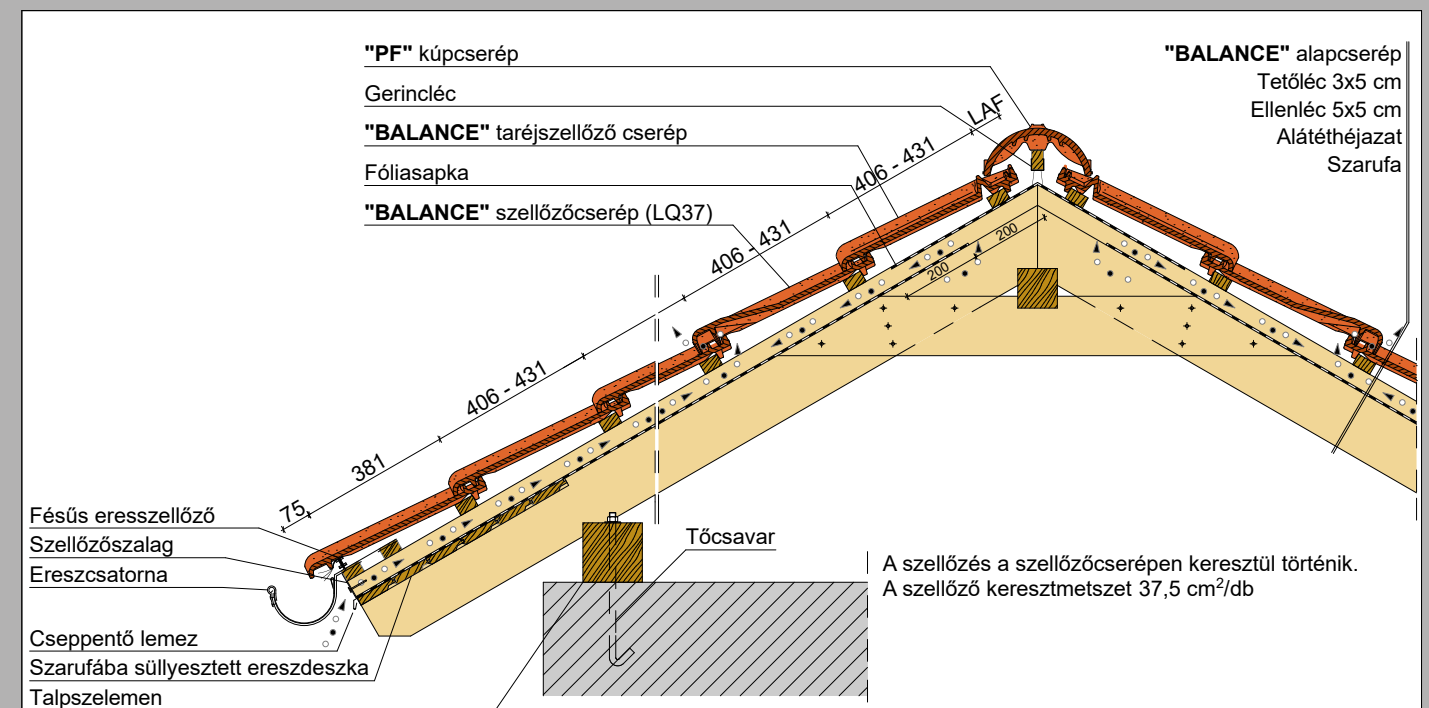 "PF" kúpcserép
Gerincléc
"BALANCE" taréjszellőző cserép
Fóliasapka
"BALANCE" szellőzőcserép (LQ37)
"BALANCE" alapcserép
Tetőléc 3x5 cm
Ellenléc 5x5 cm
Alátéthéjazat
Szarufa
LAF
406 - 431
406 - 431
406 - 431
381
75
200
200
Fésűs eresszellőző
Szellőzőszalag
Ereszcsatorna
Cseppentő lemez
Szarufába süllyesztett ereszdeszka
Talpszelemen
Tőcsavar
A szellőzés a szellőzőcserépen keresztül történik.
A szellőző keresztmetszet 37,5 cm²/db